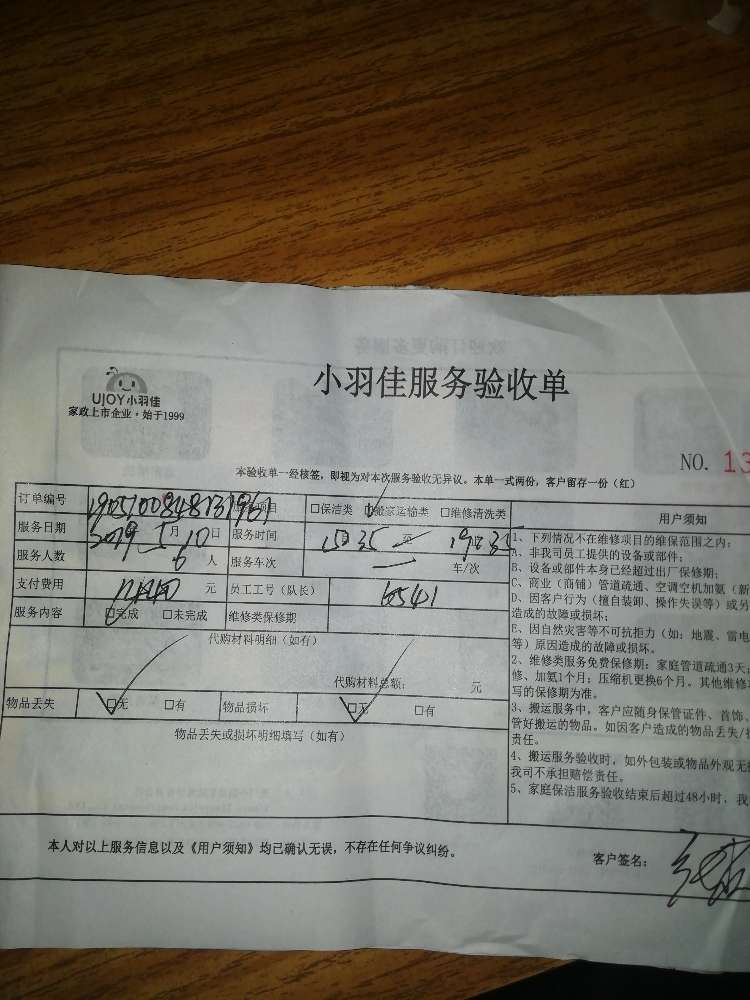 UJOY小羽佳
家政上市企业·始于1999
小羽佳服务验收单
NO. 13
本验收单一经核签，即视为对本次服务验收无异议。本单一式两份，客户留存一份（红）
订单编号 服务项目 □保洁类 □搬家运输类 □维修清洗类 用户须知
服务日期 2019 5月10日 服务时间 至
服务人数 6 人 服务车次 二 车/次
支付费用 元 员工工号（队长）
服务内容 □完成 □未完成 维修类保修期
代购材料明细（如有）
代购材料总额： 元
物品丢失 □无 □有 物品损坏 □无 □有
物品丢失或损坏明细填写（如有）
1、下列情况不在维修项目的维保范围之内：
A、非我司员工提供的设备或部件；
B、设备或部件本身已经超过出厂保修期；
C、商业（商铺）管道疏通、空调空机加氨（新
D、因客户行为（擅自装卸、操作失误等）或另
造成的故障或损坏；
E、因自然灾害等不可抗拒力（如：地震、雷电
等）原因造成的故障或损坏。
2、维修类服务免费保修期：家庭管道疏通3天；
修、加氨1个月；压缩机更换6个月。其他维修
写的保修期为准。
3、搬运服务中，客户应随身保管证件、首饰、
管好搬运的物品。如因客户造成的物品丢失/
责任。
4、搬运服务验收时，如外包装或物品外观无
我司不承担赔偿责任。
5、家庭保洁服务验收结束后超过48小时，我
本人对以上服务信息以及《用户须知》均已确认无误，不存在任何争议纠纷。
客户签名：